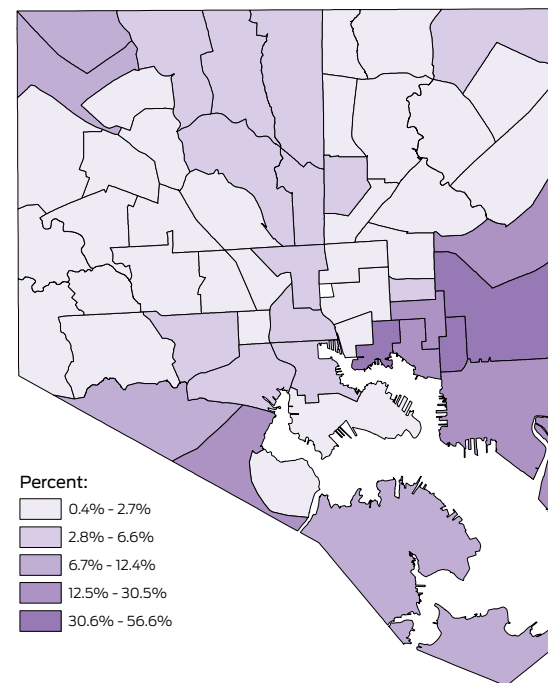 Percent:
0.4% - 2.7%
2.8% - 6.6%
6.7% - 12.4%
12.5% - 30.5%
30.6% - 56.6%